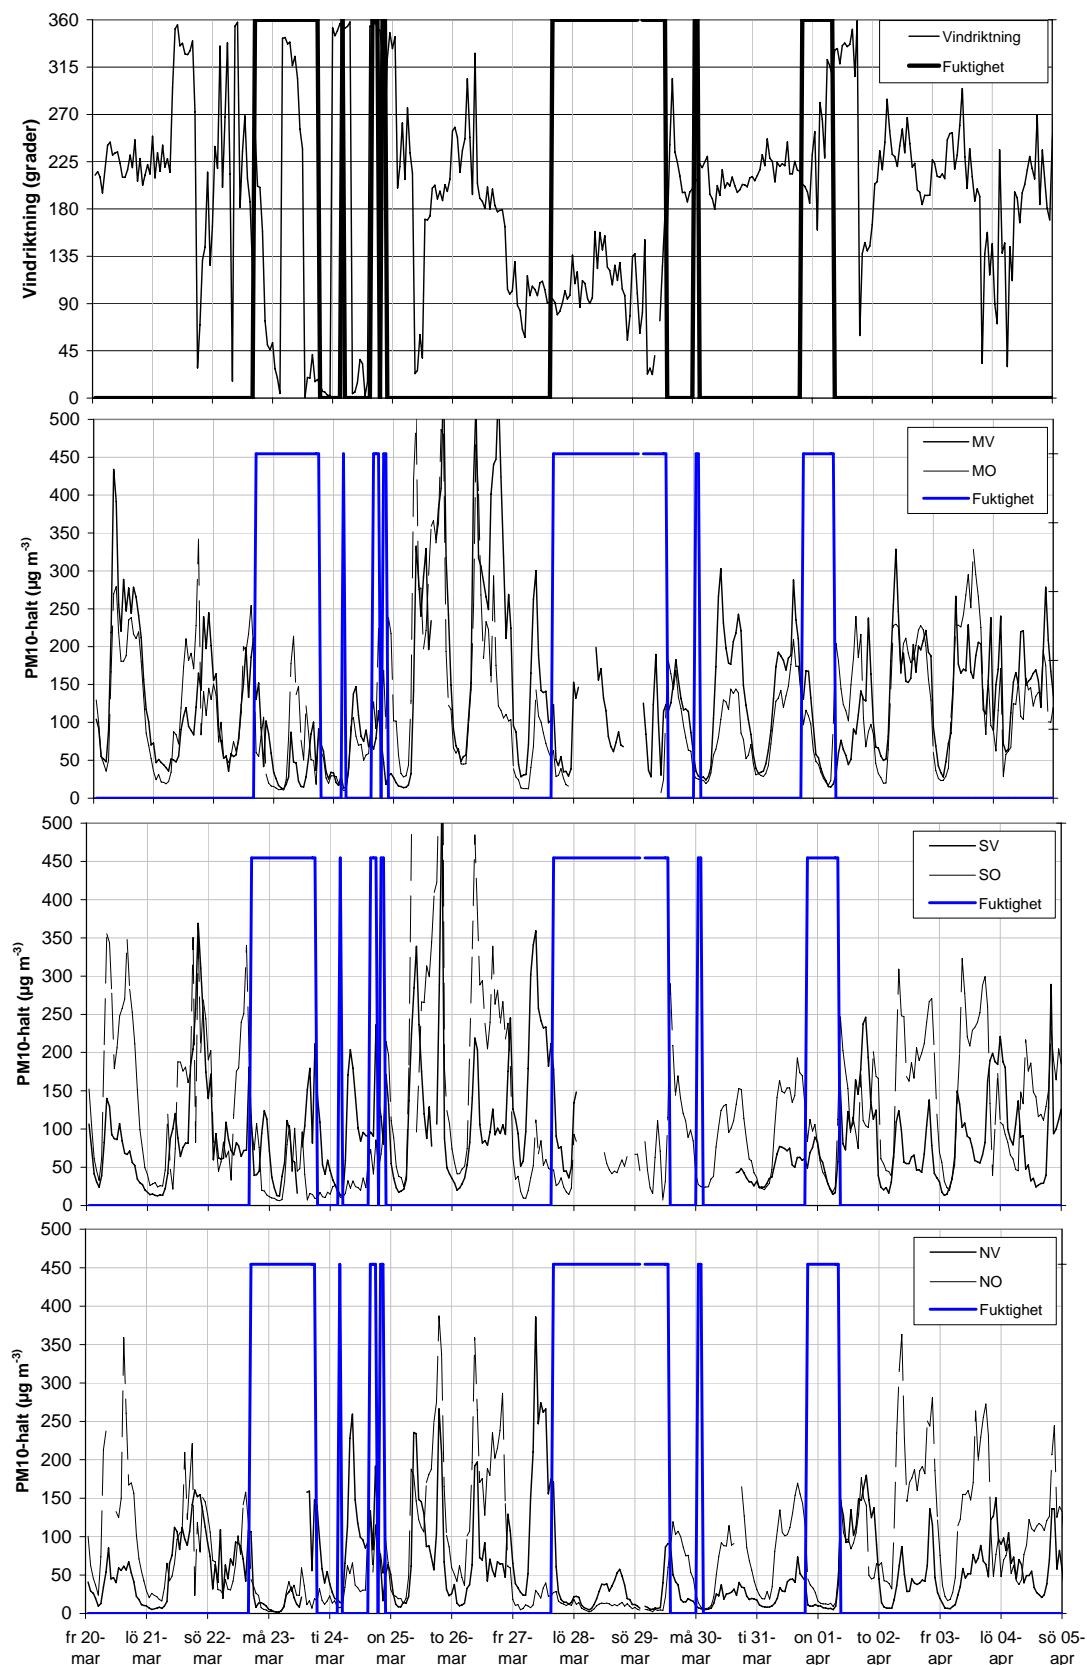 360
315
270
225
180
135
90
45
0
Vindriktning (grader)
Vindriktning
Fuktighet
500
450
400
350
300
250
200
150
100
50
0
PM10-halt (µg m⁻³)
MV
MO
Fuktighet
500
450
400
350
300
250
200
150
100
50
0
PM10-halt (µg m⁻³)
SV
SO
Fuktighet
500
450
400
350
300
250
200
150
100
50
0
PM10-halt (µg m⁻³)
NV
NO
Fuktighet
fr 20- lö 21- sö 22- må 23- ti 24- on 25- to 26- fr 27- lö 28- sö 29- må 30- ti 31- on 01- to 02- fr 03- lö 04- sö 05-
mar mar mar mar mar mar mar mar mar mar mar mar apr apr apr apr apr